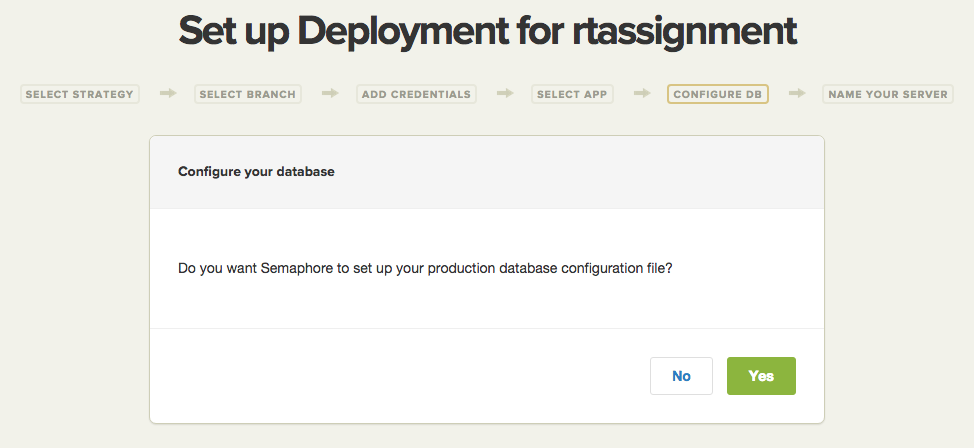 Set up Deployment for rtassignment
SELECT STRATEGY SELECT BRANCH ADD CREDENTIALS SELECT APP CONFIGURE DB NAME YOUR SERVER
Configure your database
Do you want Semaphore to set up your production database configuration file?
No Yes